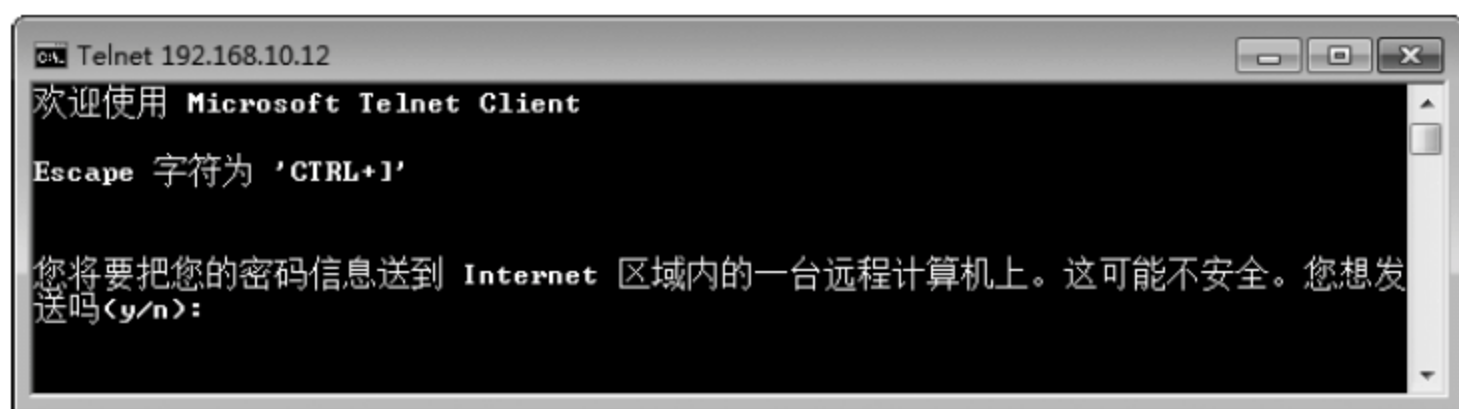 Telnet 192.168.10.12
欢迎使用 Microsoft Telnet Client
Escape 字符为 'CTRL+]'
您将要把您的密码信息送到 Internet 区域内的一台远程计算机上。这可能不安全。您想发
送吗(y/n):